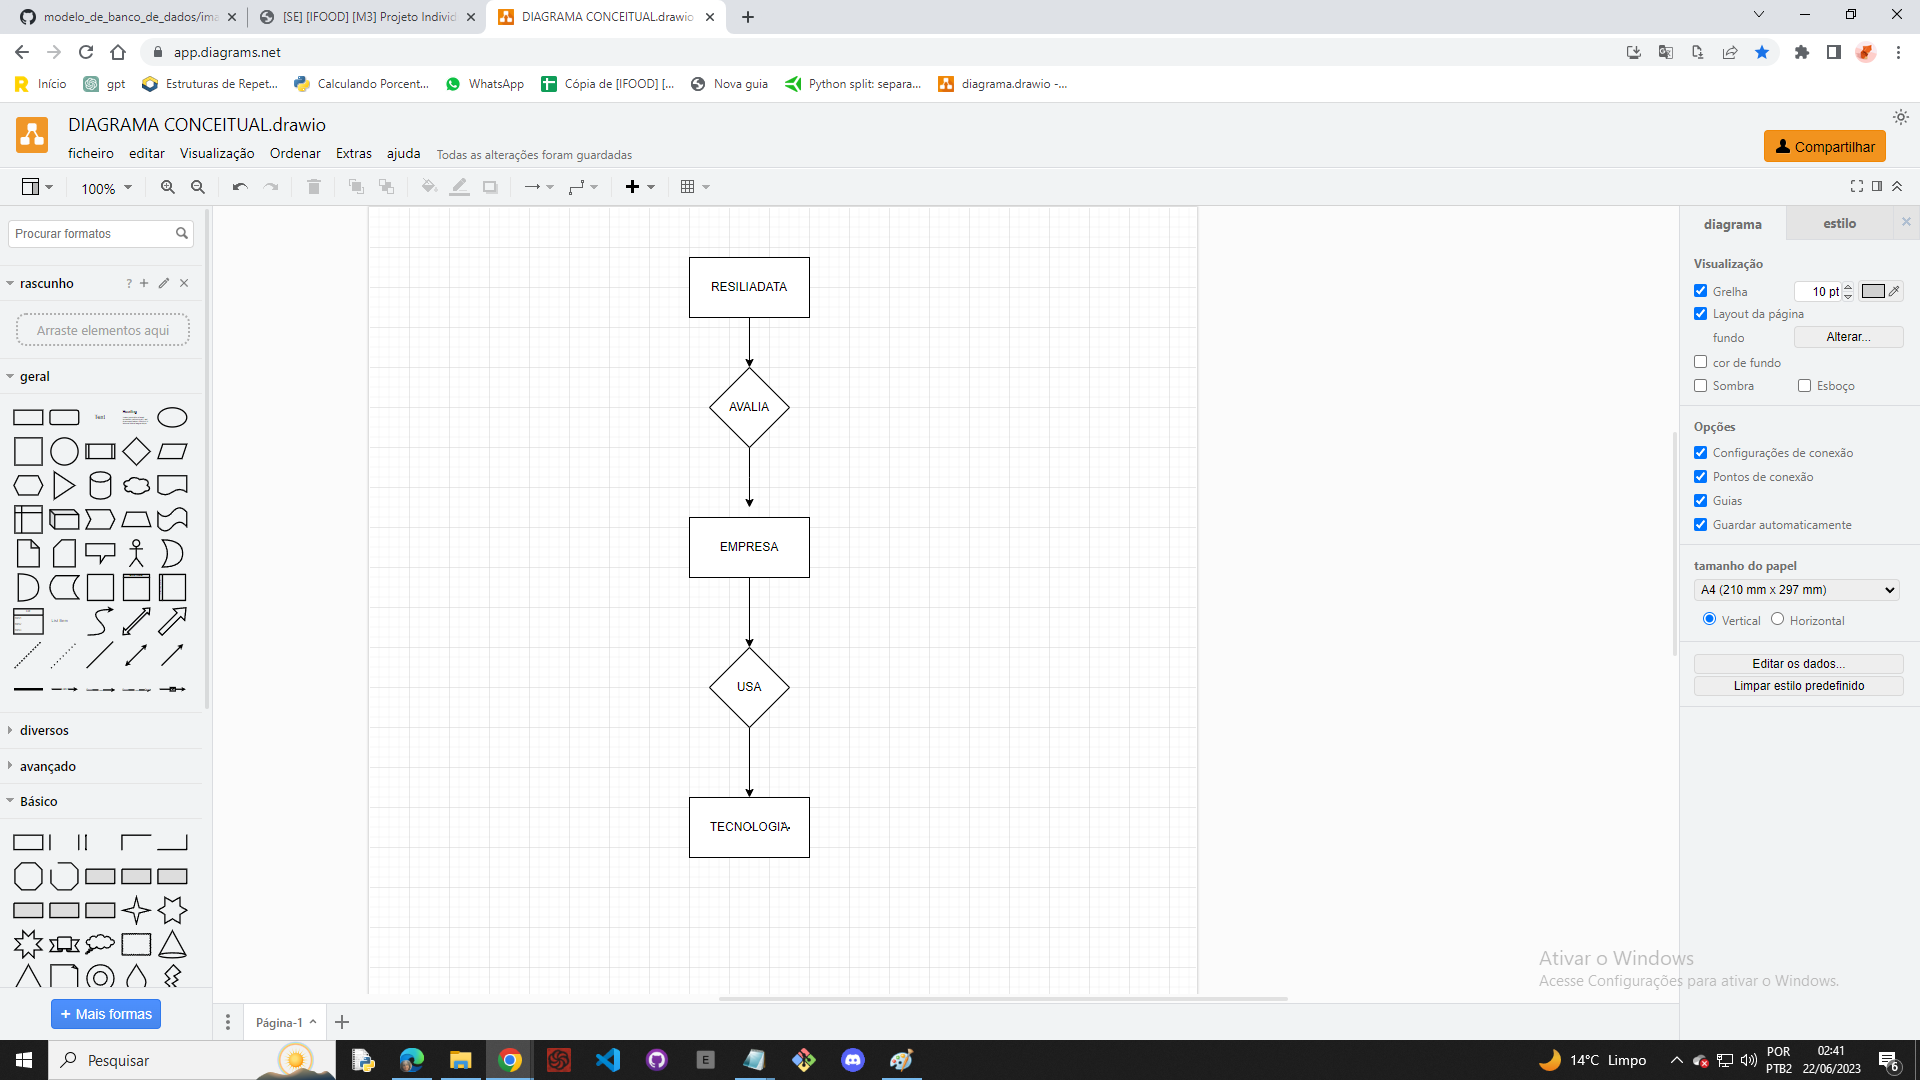 modelo_de_banco_de_dados/ima
[SE] [IFOOD] [M3] Projeto Individ
DIAGRAMA CONCEITUAL.drawio
app.diagrams.net
Início
gpt
Estruturas de Repet...
Calculando Porcent...
WhatsApp
Cópia de [IFOOD] [...
Nova guia
Python split: separa...
diagrama.drawio -...
DIAGRAMA CONCEITUAL.drawio
ficheiro editar Visualização Ordenar Extras ajuda Todas as alterações foram guardadas
Compartilhar
100%
Procurar formatos
rascunho
?
Arraste elementos aqui
geral
Text
Heading
diversos
avançado
Básico
+ Mais formas
RESILIADATA
AVALIA
EMPRESA
USA
TECNOLOGIA
Página-1
diagrama
estilo
Visualização
Grelha
10 pt
Layout da página
fundo
Alterar...
cor de fundo
Sombra
Esboço
Opções
Configurações de conexão
Pontos de conexão
Guias
Guardar automaticamente
tamanho do papel
A4 (210 mm x 297 mm)
Vertical
Horizontal
Editar os dados...
Limpar estilo predefinido
Ativar o Windows
Acesse Configurações para ativar o Windows.
Pesquisar
E
14°C Limpo
POR
PTB2
02:41
22/06/2023
6